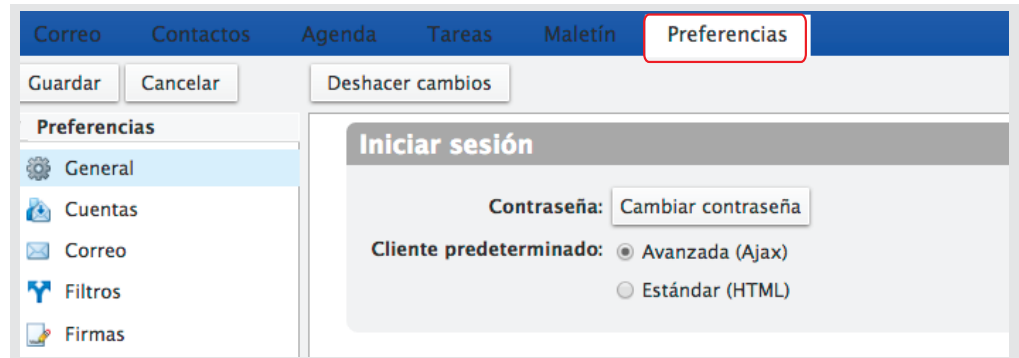 Correo Contactos Agenda Tareas Maletín Preferencias
Guardar Cancelar Deshacer cambios
Preferencias
Iniciar sesión
General
Cuentas
Contraseña: Cambiar contraseña
Correo
Cliente predeterminado: Avanzada (Ajax)
Filtros
Estándar (HTML)
Firmas